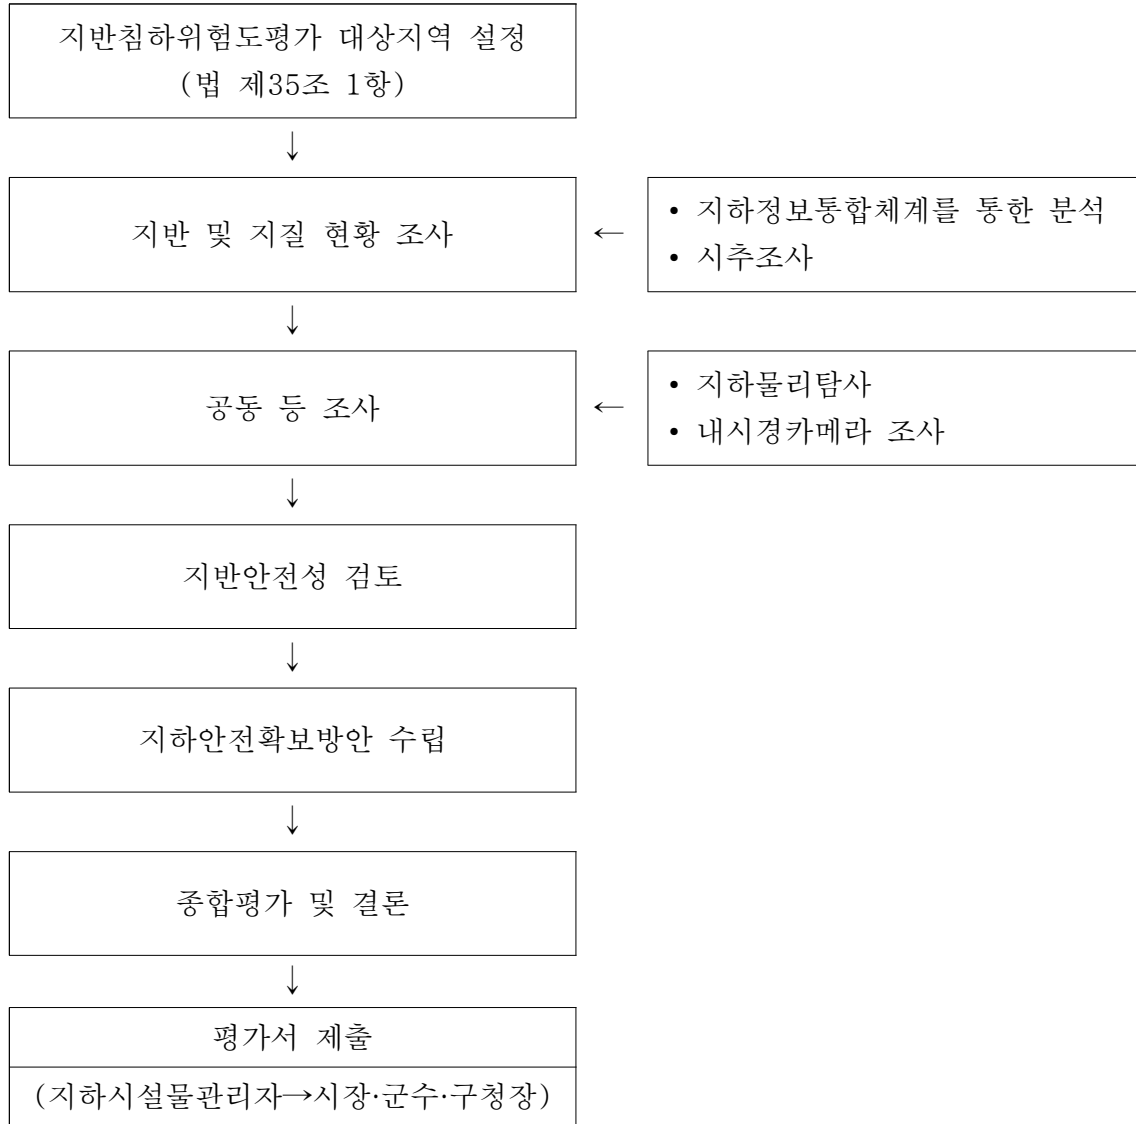 지반침하위험도평가 대상지역 설정
(법 제35조 1항)
↓
지반 및 지질 현황 조사
←
• 지하정보통합체계를 통한 분석
• 시추조사
↓
공동 등 조사
←
• 지하물리탐사
• 내시경카메라 조사
↓
지반안전성 검토
↓
지하안전확보방안 수립
↓
종합평가 및 결론
↓
평가서 제출
(지하시설물관리자→시장·군수·구청장)